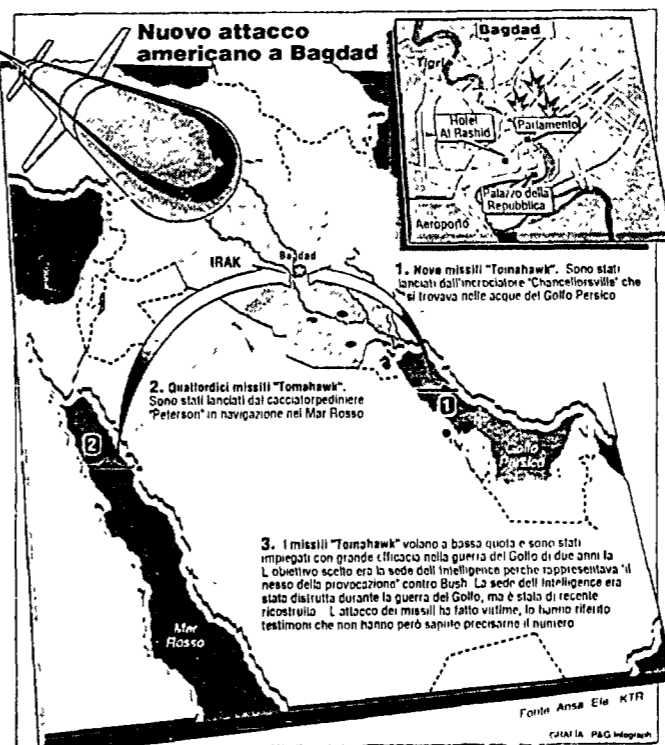 Nuovo attacco
americano a Bagdad
Bagdad
Tigri
Hotel
Al Rashid
Parlamento
Palazzo della
Repubblica
Aeroporto
IRAK
Bagdad
1. Nove missili "Tomahawk". Sono stati
lanciati dall'incrociatore "Chancellorsville" che
si trovava nelle acque del Golfo Persico
2. Quattordici missili "Tomahawk".
Sono stati lanciati dal cacciatorpediniere
"Peterson" in navigazione nel Mar Rosso
1
2
Golfo
Persico
3. I missili "Tomahawk" volano a bassa quota e sono stati
impiegati con grande efficacia nella guerra del Golfo di due anni fa
L obiettivo scelto era la sede dell Intelligence perche rappresentava "il
nesso della provocazione" contro Bush La sede dell Intelligence era
stata distrutta durante la guerra del Golfo, ma è stata di recente
ricostruita L attacco dei missili ha fatto vittime, lo hanno riferito
testimoni che non hanno però saputo precisarne il numero
Mar
Rosso
Fonte Ansa Efe KTR
GRAFIA P&G Infograph